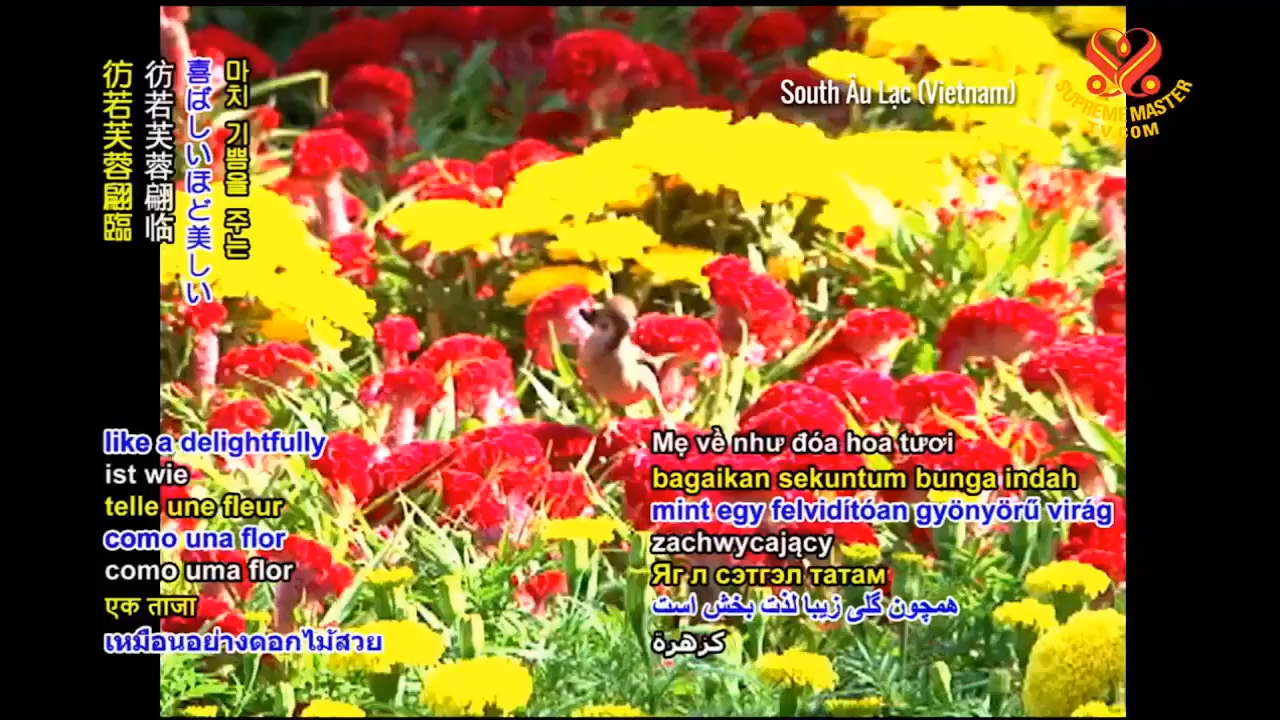 South Âu Lạc (Vietnam)
SUPREME MASTER
TV.COM
마치 기쁨을 주는
喜ばしいほど美しい
彷若芙蓉翩临
彷若芙蓉翩臨
like a delightfully
ist wie
telle une fleur
como una flor
como uma flor
एक ताजा
เหมือนอย่างดอกไม้สวย
Mẹ về như đóa hoa tươi
bagaikan sekuntum bunga indah
mint egy felvidítóan gyönyörű virág
zachwycający
Яг л сэтгэл татам
همچون گلی زیبا لذت بخش است
كزهرة